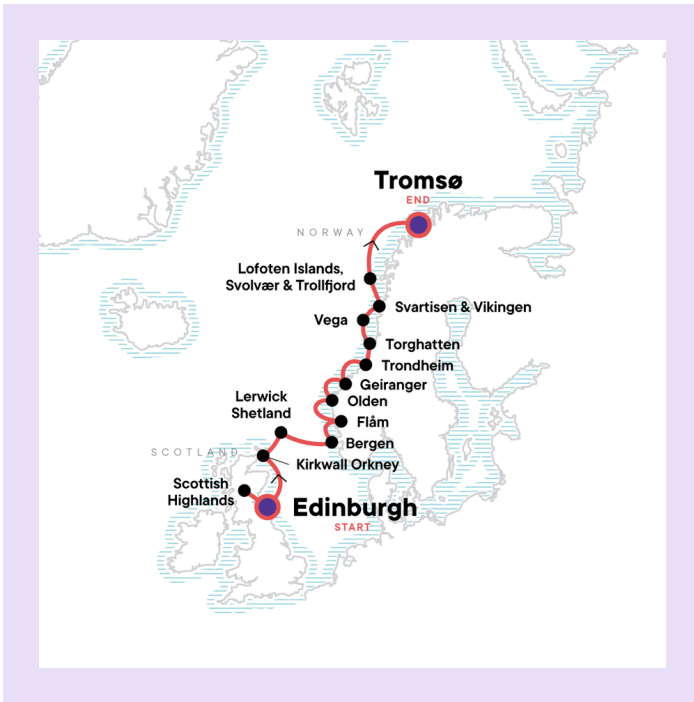 Tromsø
END
NORWAY
Lofoten Islands,
Svolvær & Trollfjord
Svartisen & Vikingen
Vega
Torghatten
Trondheim
Geiranger
Lerwick
Shetland
Olden
Flåm
Bergen
SCOTLAND
Kirkwall Orkney
Scottish
Highlands
Edinburgh
START